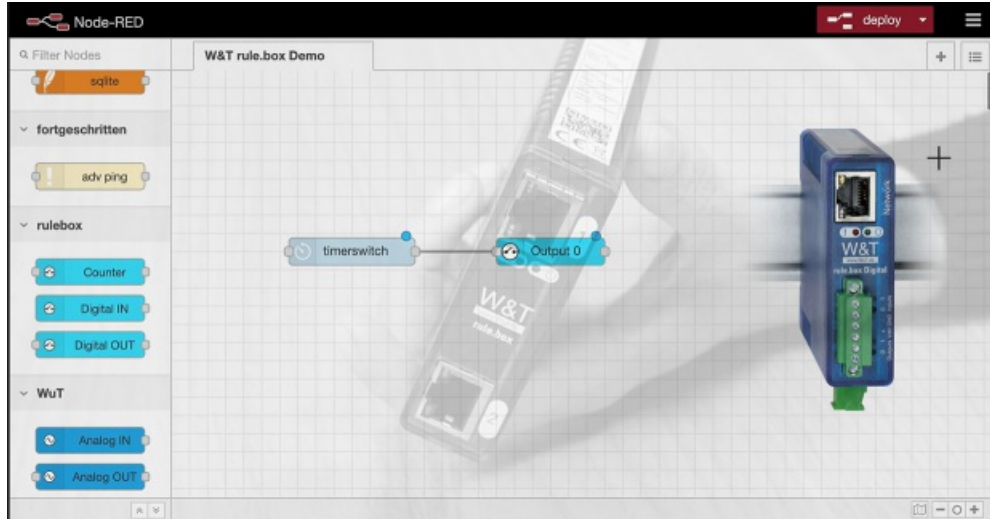 Node-RED
deploy
Filter Nodes
W&T rule.box Demo
sqlite
fortgeschritten
adv ping
rulebox
Counter
Digital IN
Digital OUT
WuT
Analog IN
Analog OUT
timerswitch
Output 0
W&T
rule.box
2
Network
W&T
rule.box Digital